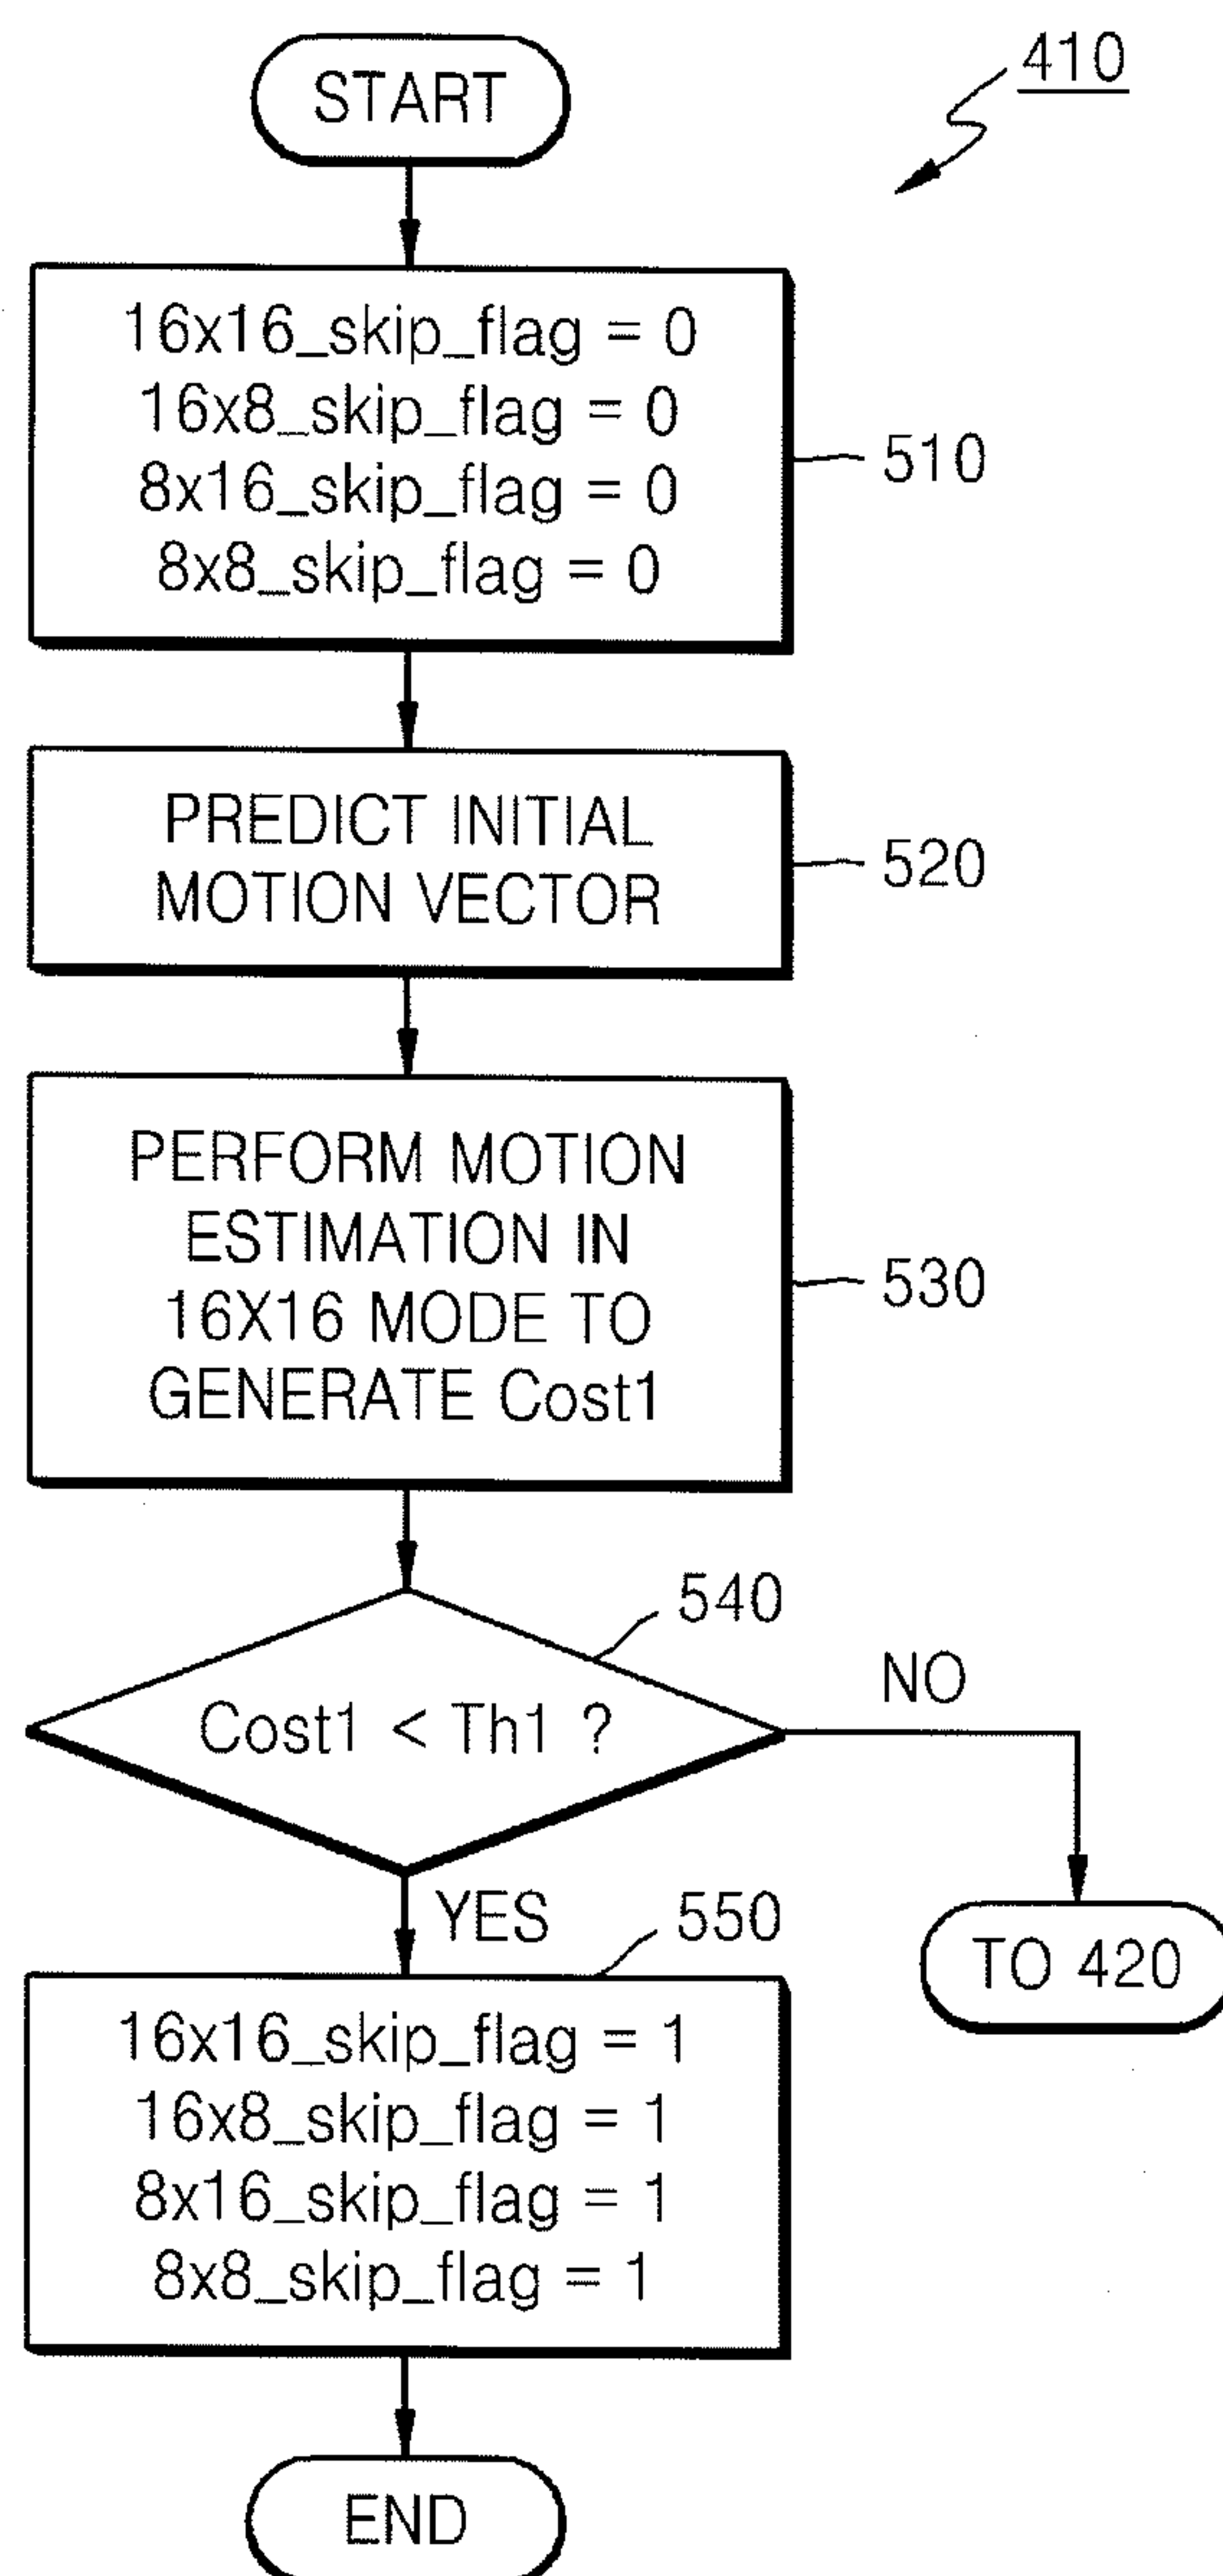 START
410
16x16_skip_flag = 0
16x8_skip_flag = 0
8x16_skip_flag = 0
8x8_skip_flag = 0
510
PREDICT INITIAL
MOTION VECTOR
520
PERFORM MOTION
ESTIMATION IN
16X16 MODE TO
GENERATE Cost1
530
540
Cost1 < Th1 ?
NO
YES
TO 420
550
16x16_skip_flag = 1
16x8_skip_flag = 1
8x16_skip_flag = 1
8x8_skip_flag = 1
END